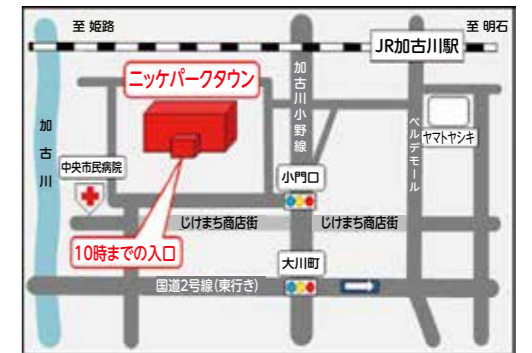 至 姫路
至 明石
JR加古川駅
ニッケパークタウン
加古川小野線
ベルデモール
ヤマトヤシキ
加古川
中央市民病院
小門口
じけまち商店街
じけまち商店街
10時までの入口
大川町
国道2号線(東行き)